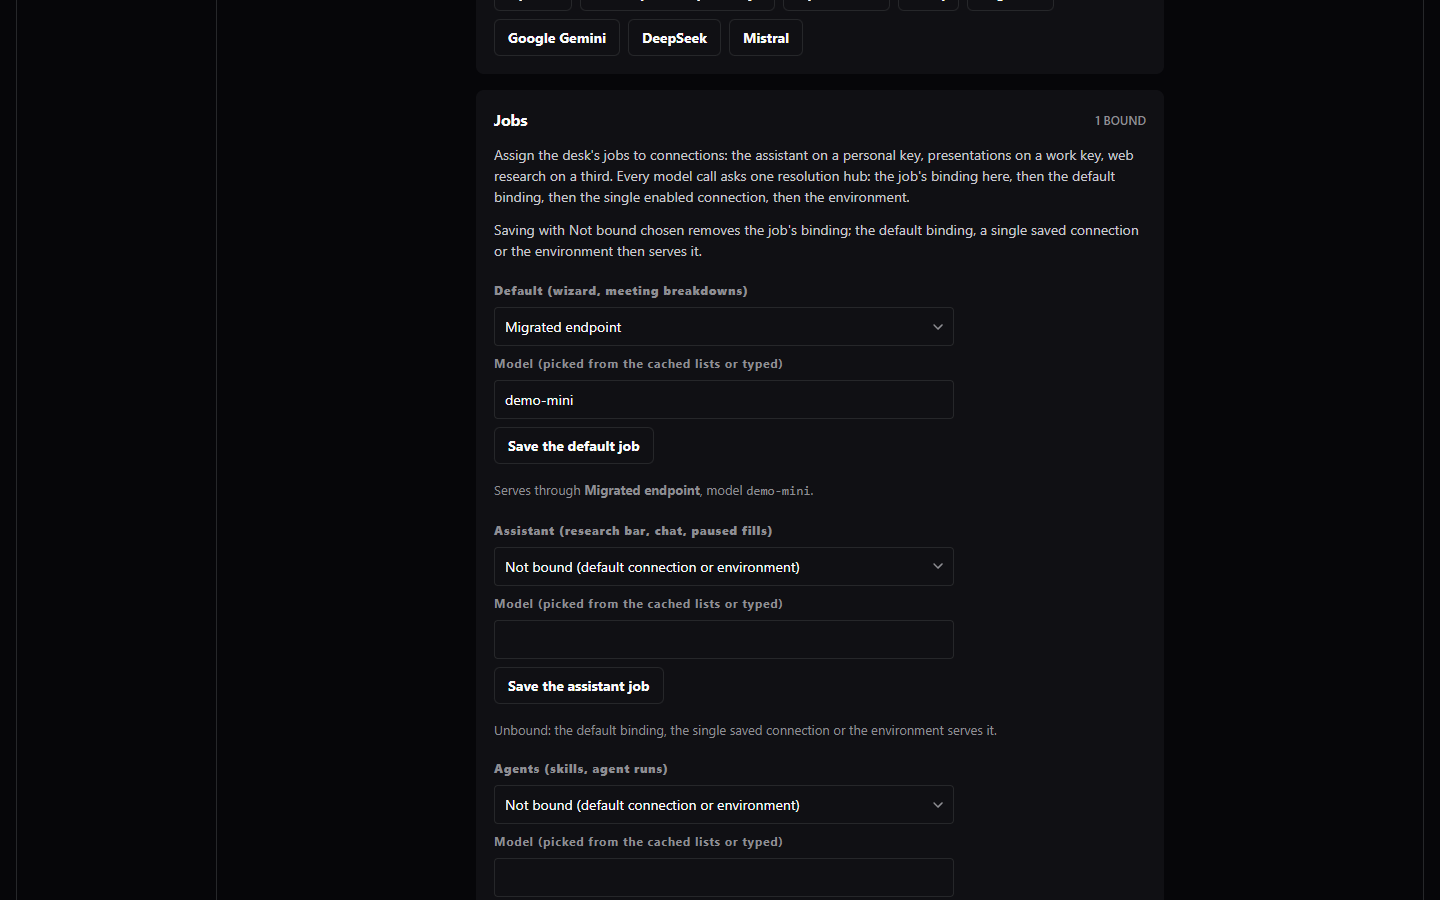 Google Gemini
DeepSeek
Mistral
Jobs
1 BOUND
Assign the desk's jobs to connections: the assistant on a personal key, presentations on a work key, web
research on a third. Every model call asks one resolution hub: the job's binding here, then the default
binding, then the single enabled connection, then the environment.
Saving with Not bound chosen removes the job's binding; the default binding, a single saved connection
or the environment then serves it.
Default (wizard, meeting breakdowns)
Migrated endpoint
Model (picked from the cached lists or typed)
demo-mini
Save the default job
Serves through Migrated endpoint, model demo-mini.
Assistant (research bar, chat, paused fills)
Not bound (default connection or environment)
Model (picked from the cached lists or typed)
Save the assistant job
Unbound: the default binding, the single saved connection or the environment serves it.
Agents (skills, agent runs)
Not bound (default connection or environment)
Model (picked from the cached lists or typed)